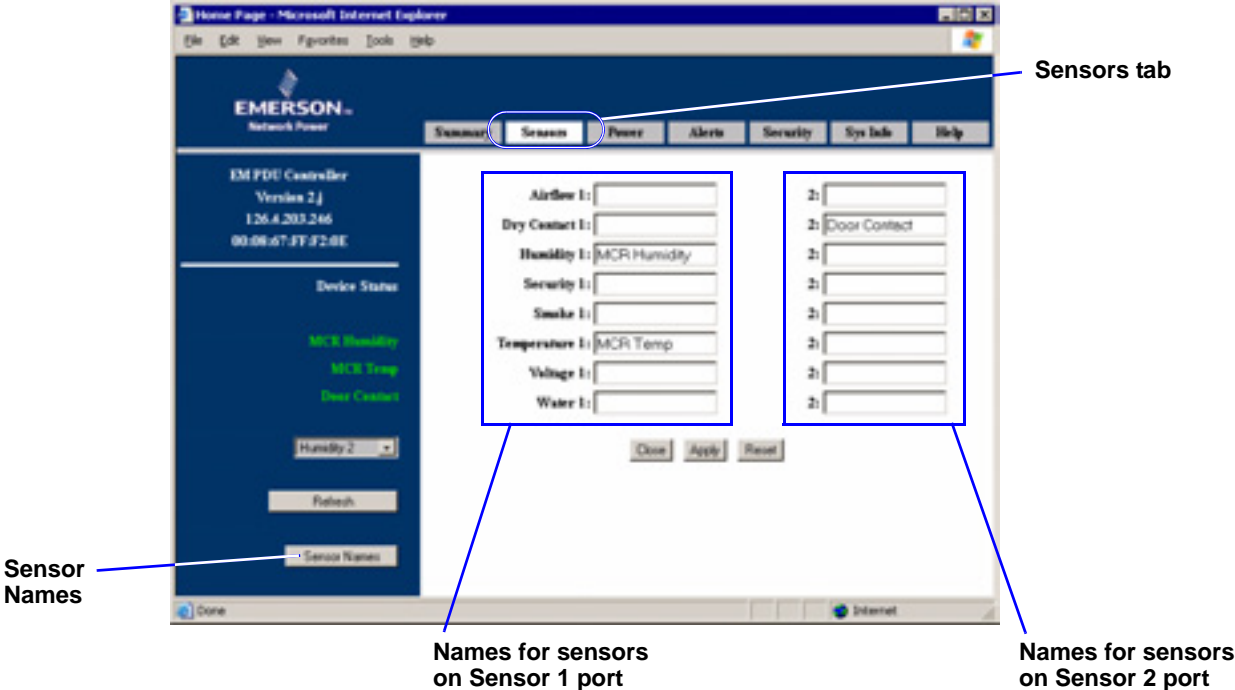 Home Page - Microsoft Internet Explorer
File Edit View Favorites Tools Help
Sensors tab
EMERSON™
Network Power
Summary Sensors Power Alerts Security Sys Info Help
EM PDU Controller
Version 2.j
126.4.203.246
00:08:67:FF:F2:0E
Device Status
MCR Humidity
MCR Temp
Door Contact
Humidity 2
Refresh
Sensor Names
Airflow 1: 2:
Dry Contact 1: 2: Door Contact
Humidity 1: MCR Humidity 2:
Security 1: 2:
Smoke 1: 2:
Temperature 1: MCR Temp 2:
Voltage 1: 2:
Water 1: 2:
Close Apply Reset
Sensor
Names
Done Internet
Names for sensors
on Sensor 1 port
Names for sensors
on Sensor 2 port